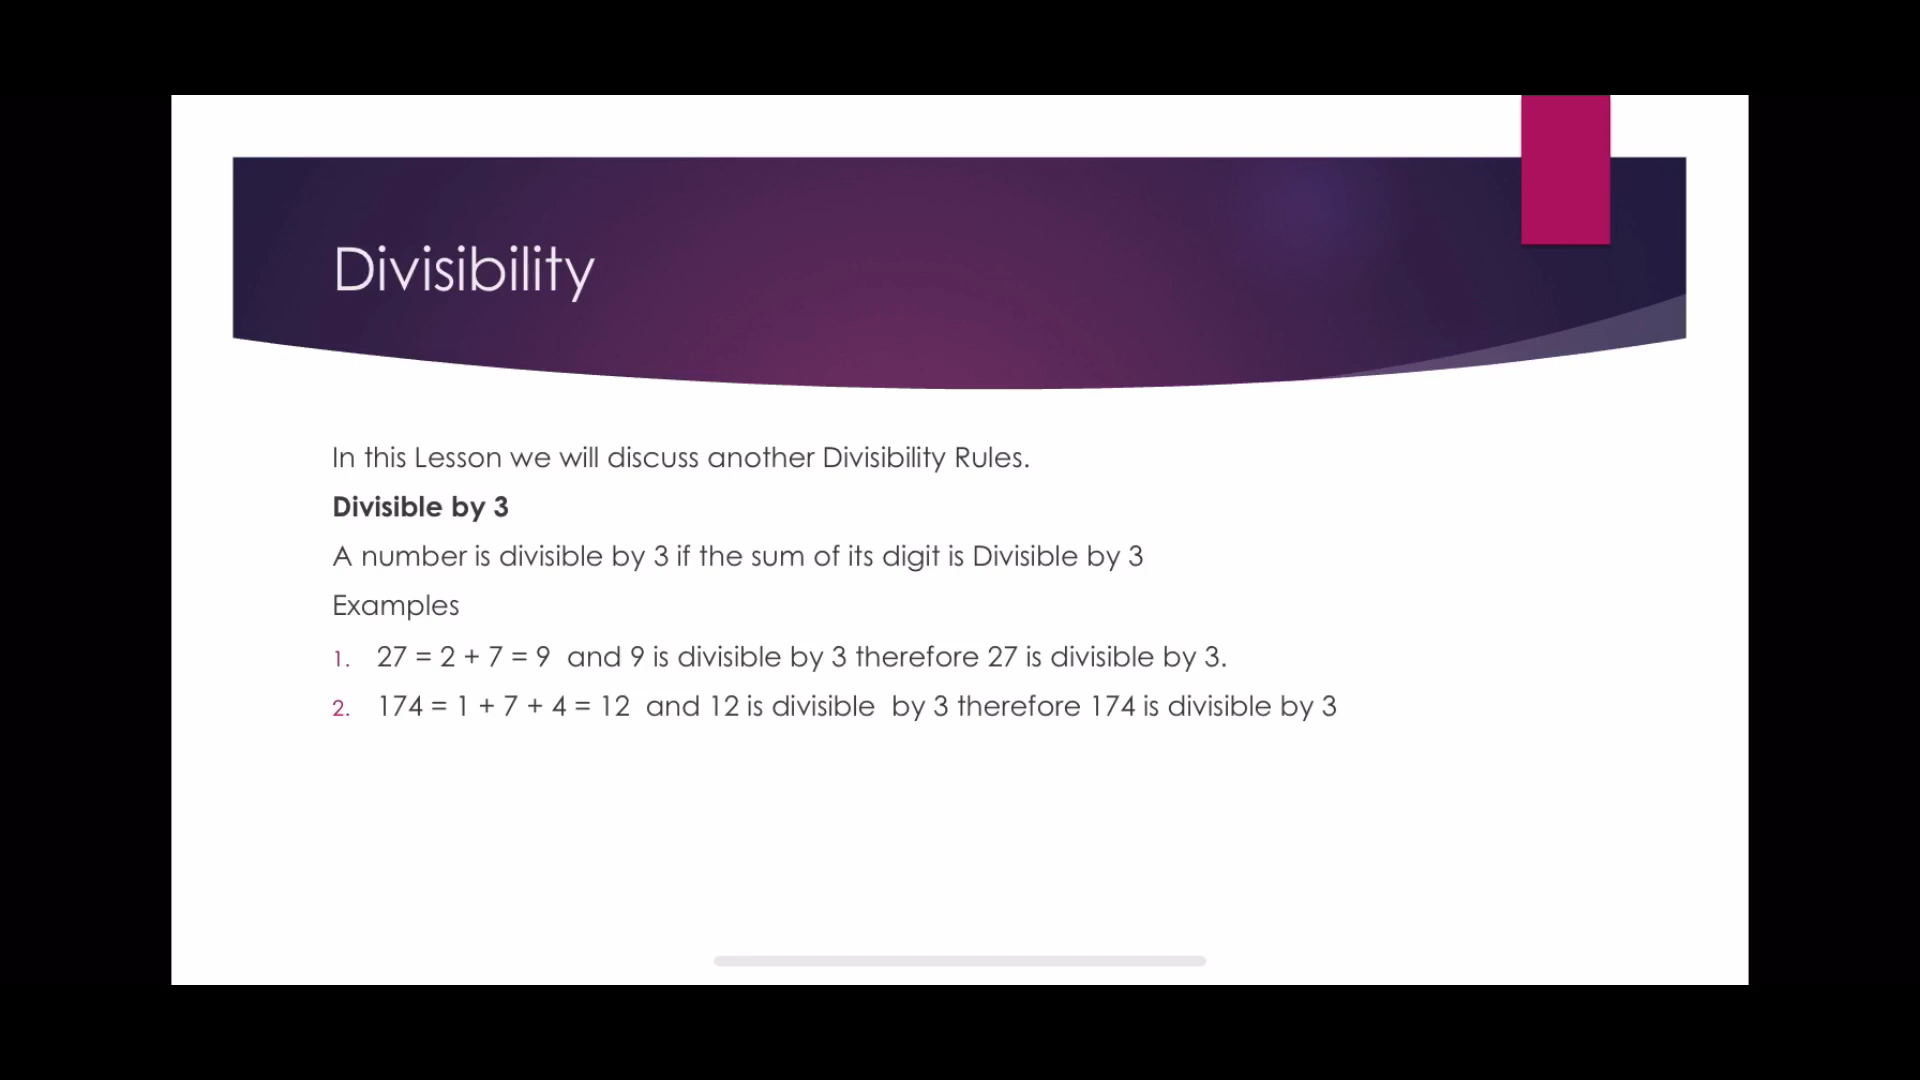 Divisibility
In this Lesson we will discuss another Divisibility Rules.
Divisible by 3
A number is divisible by 3 if the sum of its digit is Divisible by 3
Examples
1. 27 = 2 + 7 = 9  and 9 is divisible by 3 therefore 27 is divisible by 3.
2. 174 = 1 + 7 + 4 = 12  and 12 is divisible  by 3 therefore 174 is divisible by 3